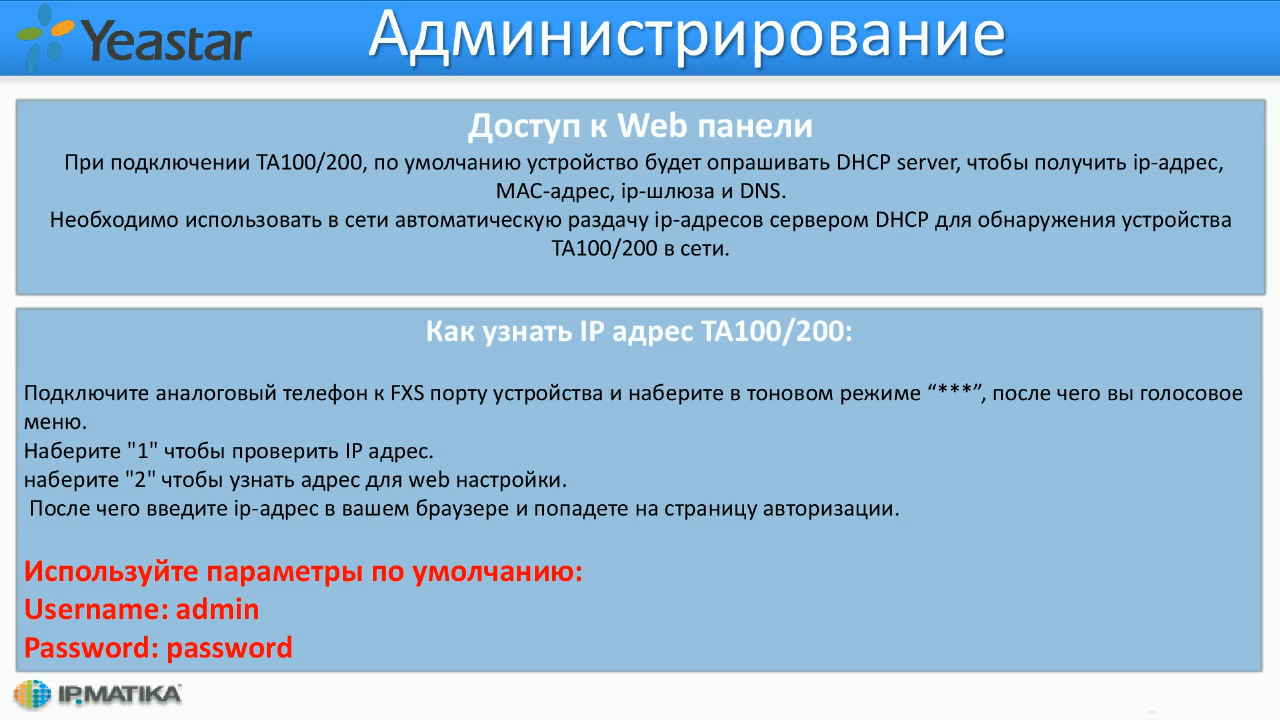 Yeastar
Администрирование
Доступ к Web панели
При подключении TA100/200, по умолчанию устройство будет опрашивать DHCP server, чтобы получить ip-адрес,
MAC-адрес, ip-шлюза и DNS.
Необходимо использовать в сети автоматическую раздачу ip-адресов сервером DHCP для обнаружения устройства
TA100/200 в сети.
Как узнать IP адрес TA100/200:
Подключите аналоговый телефон к FXS порту устройства и наберите в тоновом режиме “***”, после чего вы голосовое
меню.
Наберите "1" чтобы проверить IP адрес.
наберите "2" чтобы узнать адрес для web настройки.
После чего введите ip-адрес в вашем браузере и попадете на страницу авторизации.
Используйте параметры по умолчанию:
Username: admin
Password: password
IPMATIKA